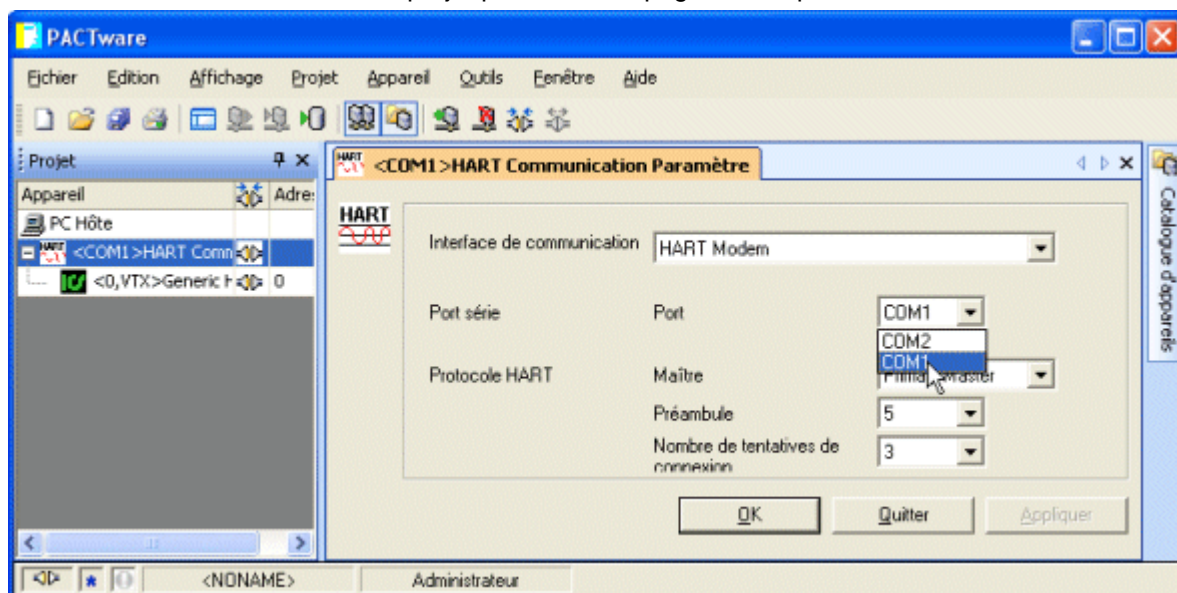 PACTware
Fichier Edition Affichage Projet Appareil Outils Fenêtre Aide
Projet
<COM1>HART Communication Paramètre
Appareil Adre
PC Hôte
<COM1>HART Comm
<0,VTX>Generic H 0
HART
Interface de communication HART Modem
Port série Port COM1
COM2
COM1
Protocole HART Maître Master
Préambule 5
Nombre de tentatives de connexion 3
OK Quitter Appliquer
Catalogue d'appareils
<NONAME> Administrateur